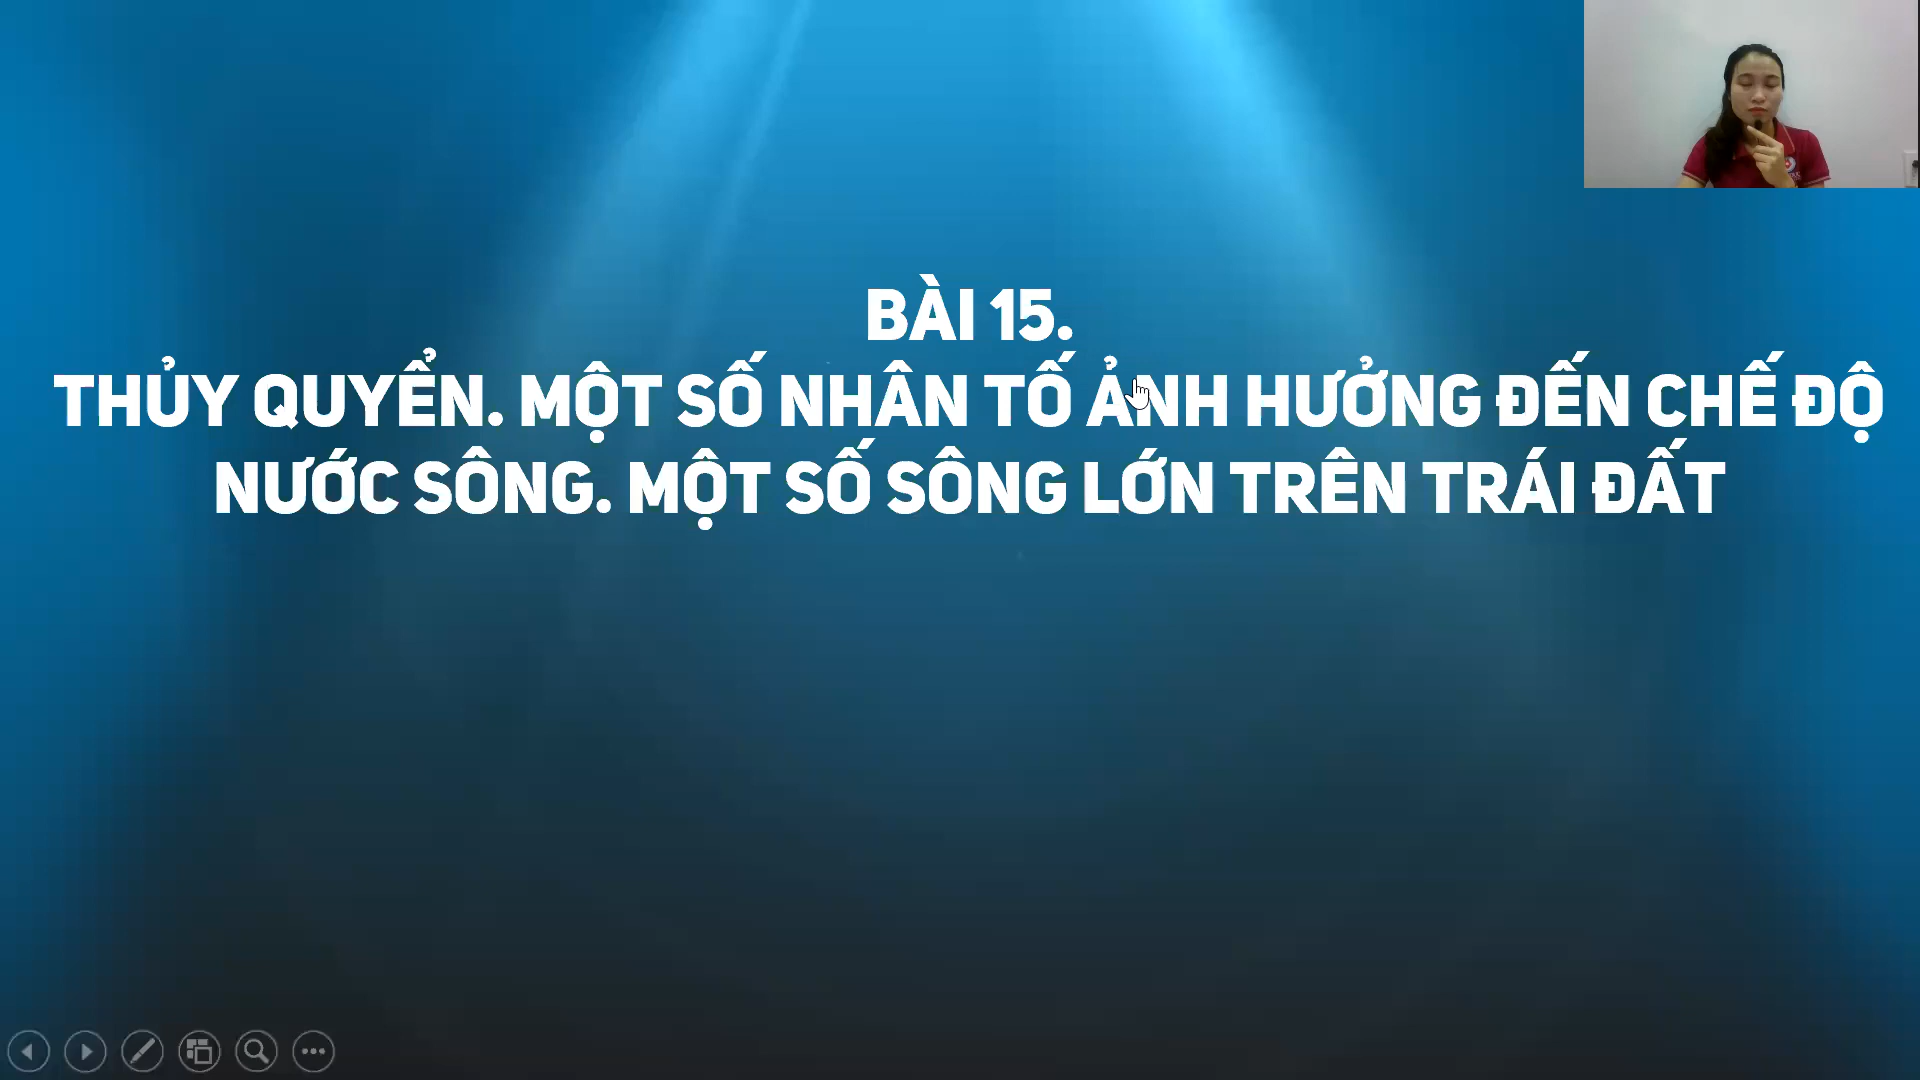 BÀI 15.
THỦY QUYỂN. MỘT SỐ NHÂN TỐ ẢNH HƯỞNG ĐẾN CHẾ ĐỘ
NƯỚC SÔNG. MỘT SỐ SÔNG LỚN TRÊN TRÁI ĐẤT